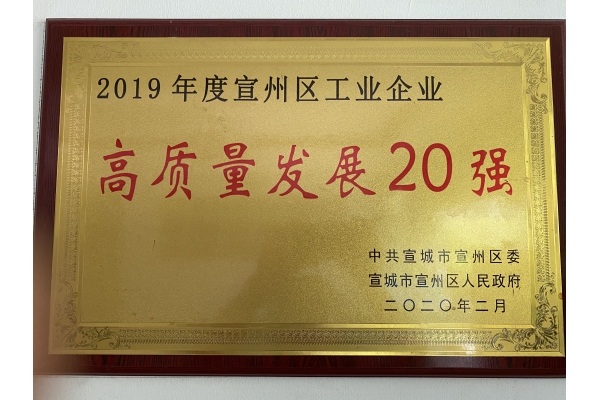 2019年度宣州区工业企业
高质量发展20强
中共宣城市宣州区委
宣城市宣州区人民政府
二〇二〇年二月